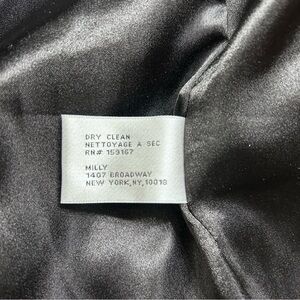 DRY CLEAN
NETTOYAGE A SEC
RN# 159167
MILLY
1407 BROADWAY
NEW YORK,NY,10018